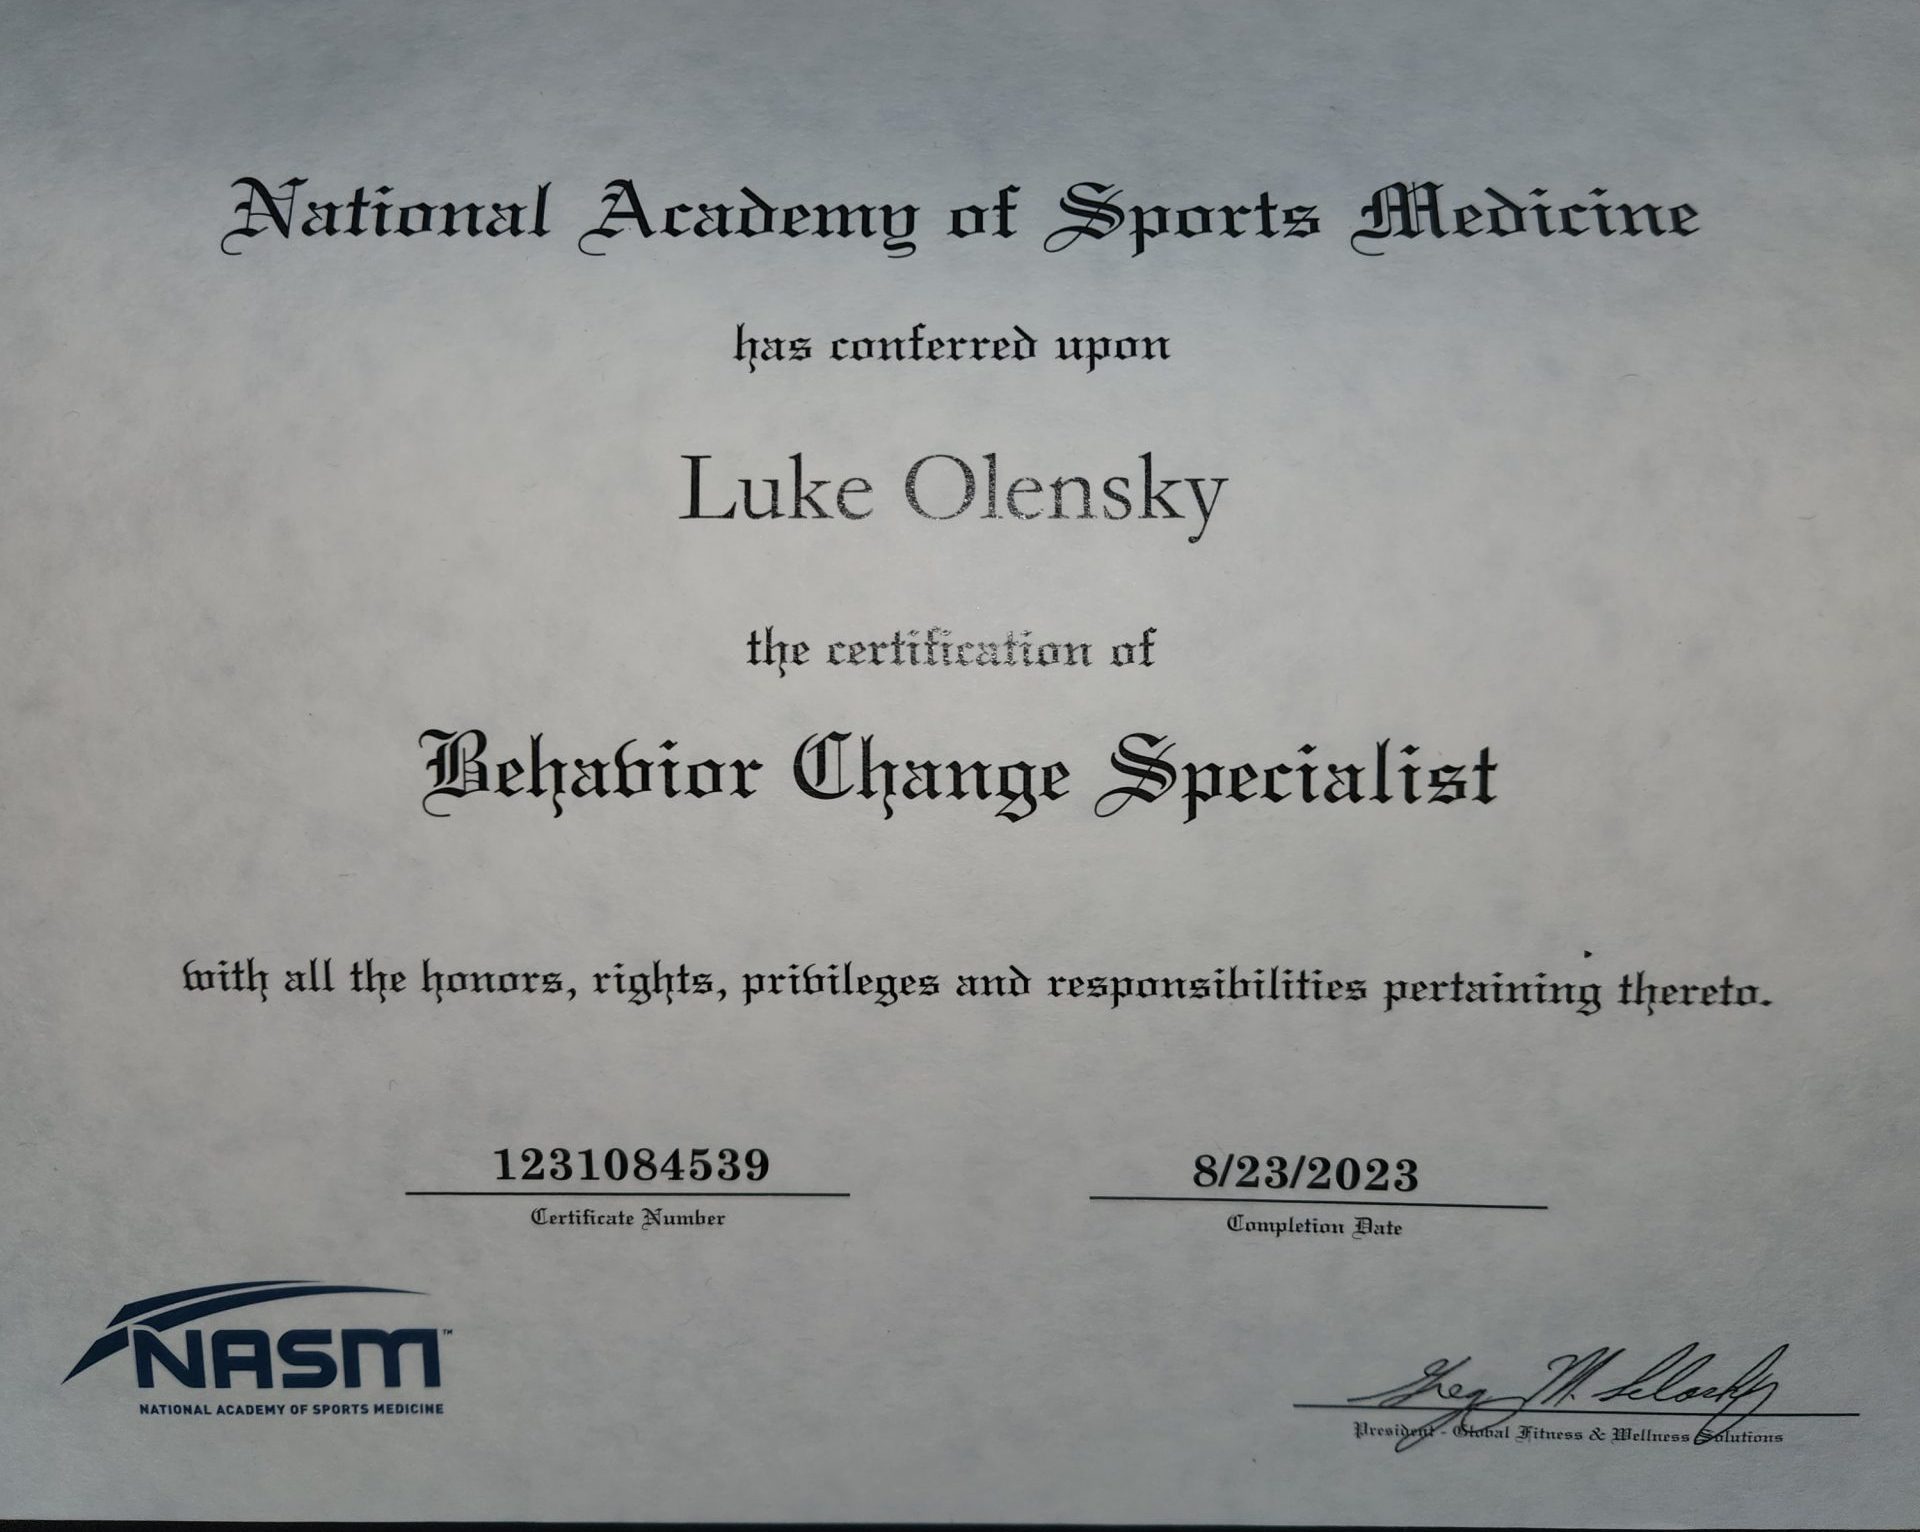 National Academy of Sports Medicine
has conferred upon
Luke Olensky
the certification of
Behavior Change Specialist
with all the honors, rights, privileges and responsibilities pertaining thereto.
1231084539
Certificate Number
8/23/2023
Completion Date
NASM™
NATIONAL ACADEMY OF SPORTS MEDICINE
President - Global Fitness & Wellness Solutions